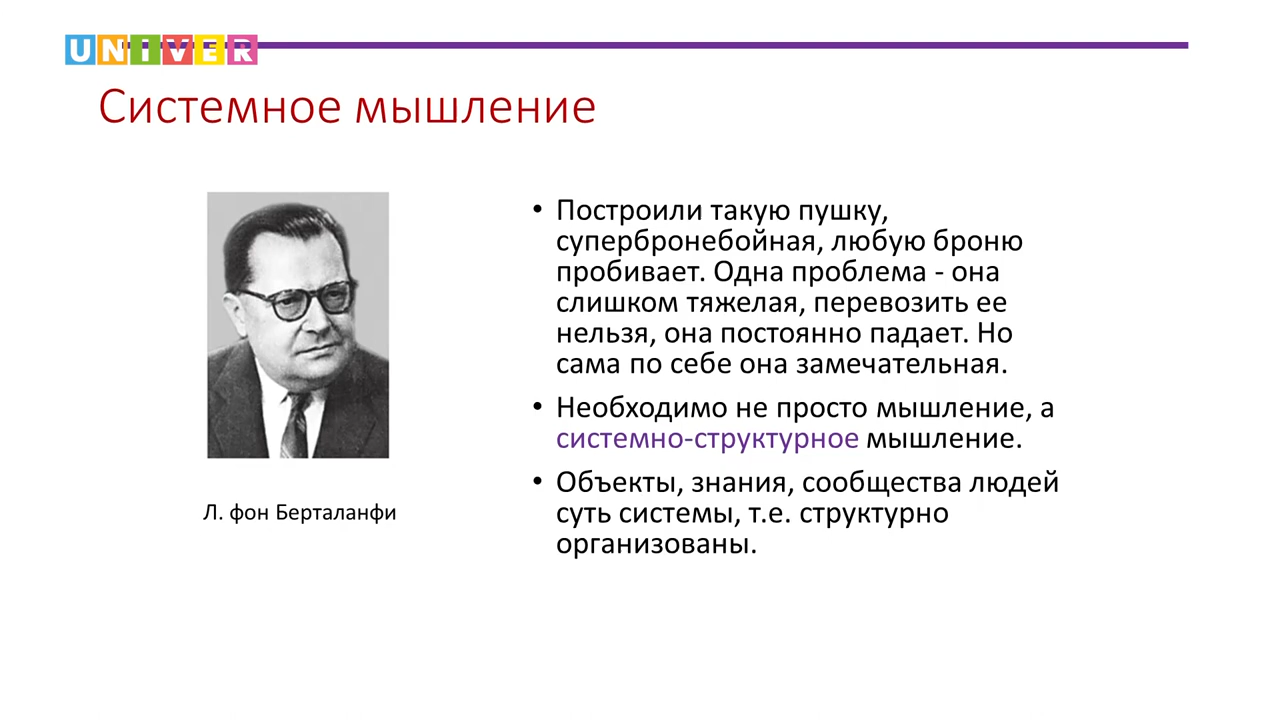 UNIVER
Системное мышление
• Построили такую пушку,
супербронебойная, любую броню
пробивает. Одна проблема - она
слишком тяжелая, перевозить ее
нельзя, она постоянно падает. Но
сама по себе она замечательная.
• Необходимо не просто мышление, а
системно-структурное мышление.
• Объекты, знания, сообщества людей
суть системы, т.е. структурно
организованы.
Л. фон Берталанфи